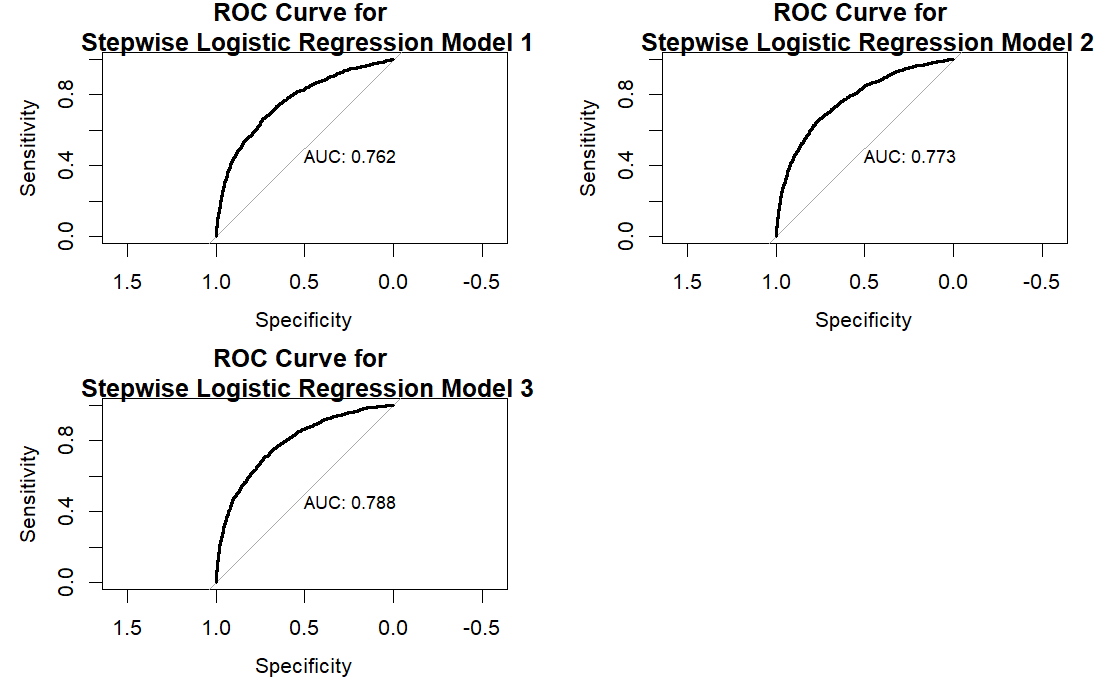 ROC Curve for
Stepwise Logistic Regression Model 1
Sensitivity
0.8
0.4
0.0
AUC: 0.762
1.5 1.0 0.5 0.0 -0.5
Specificity
ROC Curve for
Stepwise Logistic Regression Model 2
Sensitivity
0.8
0.4
0.0
AUC: 0.773
1.5 1.0 0.5 0.0 -0.5
Specificity
ROC Curve for
Stepwise Logistic Regression Model 3
Sensitivity
0.8
0.4
0.0
AUC: 0.788
1.5 1.0 0.5 0.0 -0.5
Specificity